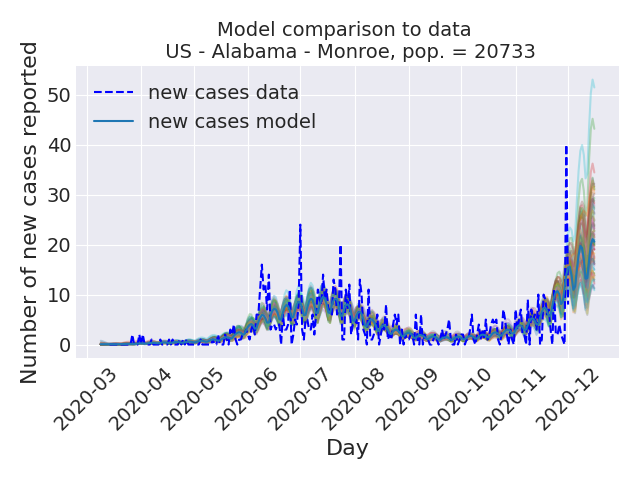 Model comparison to data
US - Alabama - Monroe, pop. = 20733
Number of new cases reported
new cases data
new cases model
50
40
30
20
10
0
2020-03
2020-04
2020-05
2020-06
2020-07
2020-08
2020-09
2020-10
2020-11
2020-12
Day